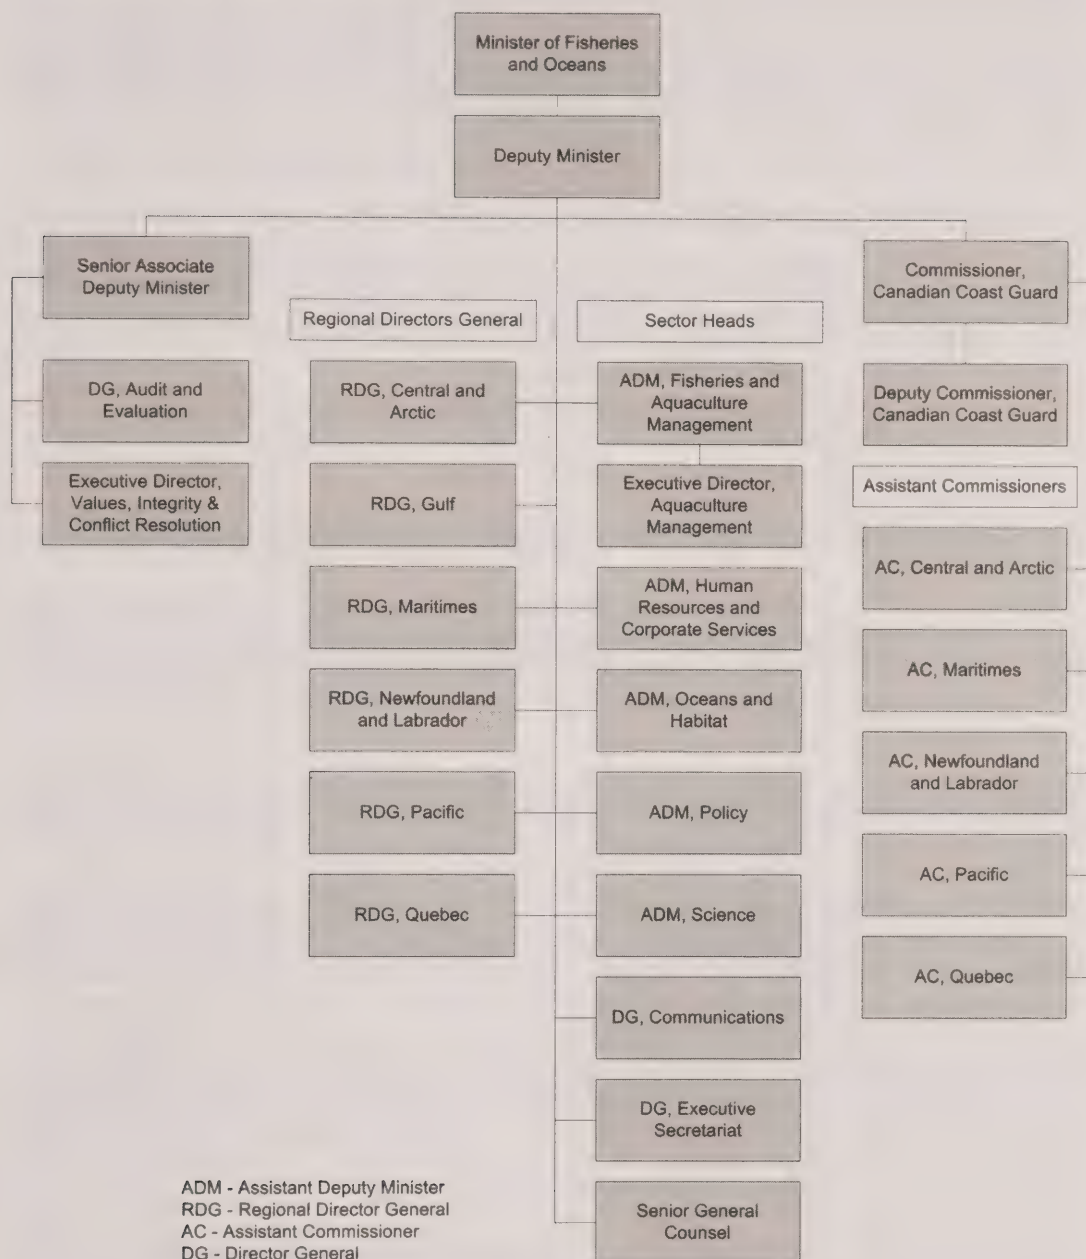 Minister of Fisheries
and Oceans
Deputy Minister
Senior Associate
Deputy Minister
DG, Audit and
Evaluation
Executive Director,
Values, Integrity &
Conflict Resolution
Regional Directors General
RDG, Central and
Arctic
RDG, Gulf
RDG, Maritimes
RDG, Newfoundland
and Labrador
RDG, Pacific
RDG, Quebec
Sector Heads
ADM, Fisheries and
Aquaculture
Management
Executive Director,
Aquaculture
Management
ADM, Human
Resources and
Corporate Services
ADM, Oceans and
Habitat
ADM, Policy
ADM, Science
DG, Communications
DG, Executive
Secretariat
Senior General
Counsel
Commissioner,
Canadian Coast Guard
Deputy Commissioner,
Canadian Coast Guard
Assistant Commissioners
AC, Central and Arctic
AC, Maritimes
AC, Newfoundland
and Labrador
AC, Pacific
AC, Quebec
ADM - Assistant Deputy Minister
RDG - Regional Director General
AC - Assistant Commissioner
DG - Director General